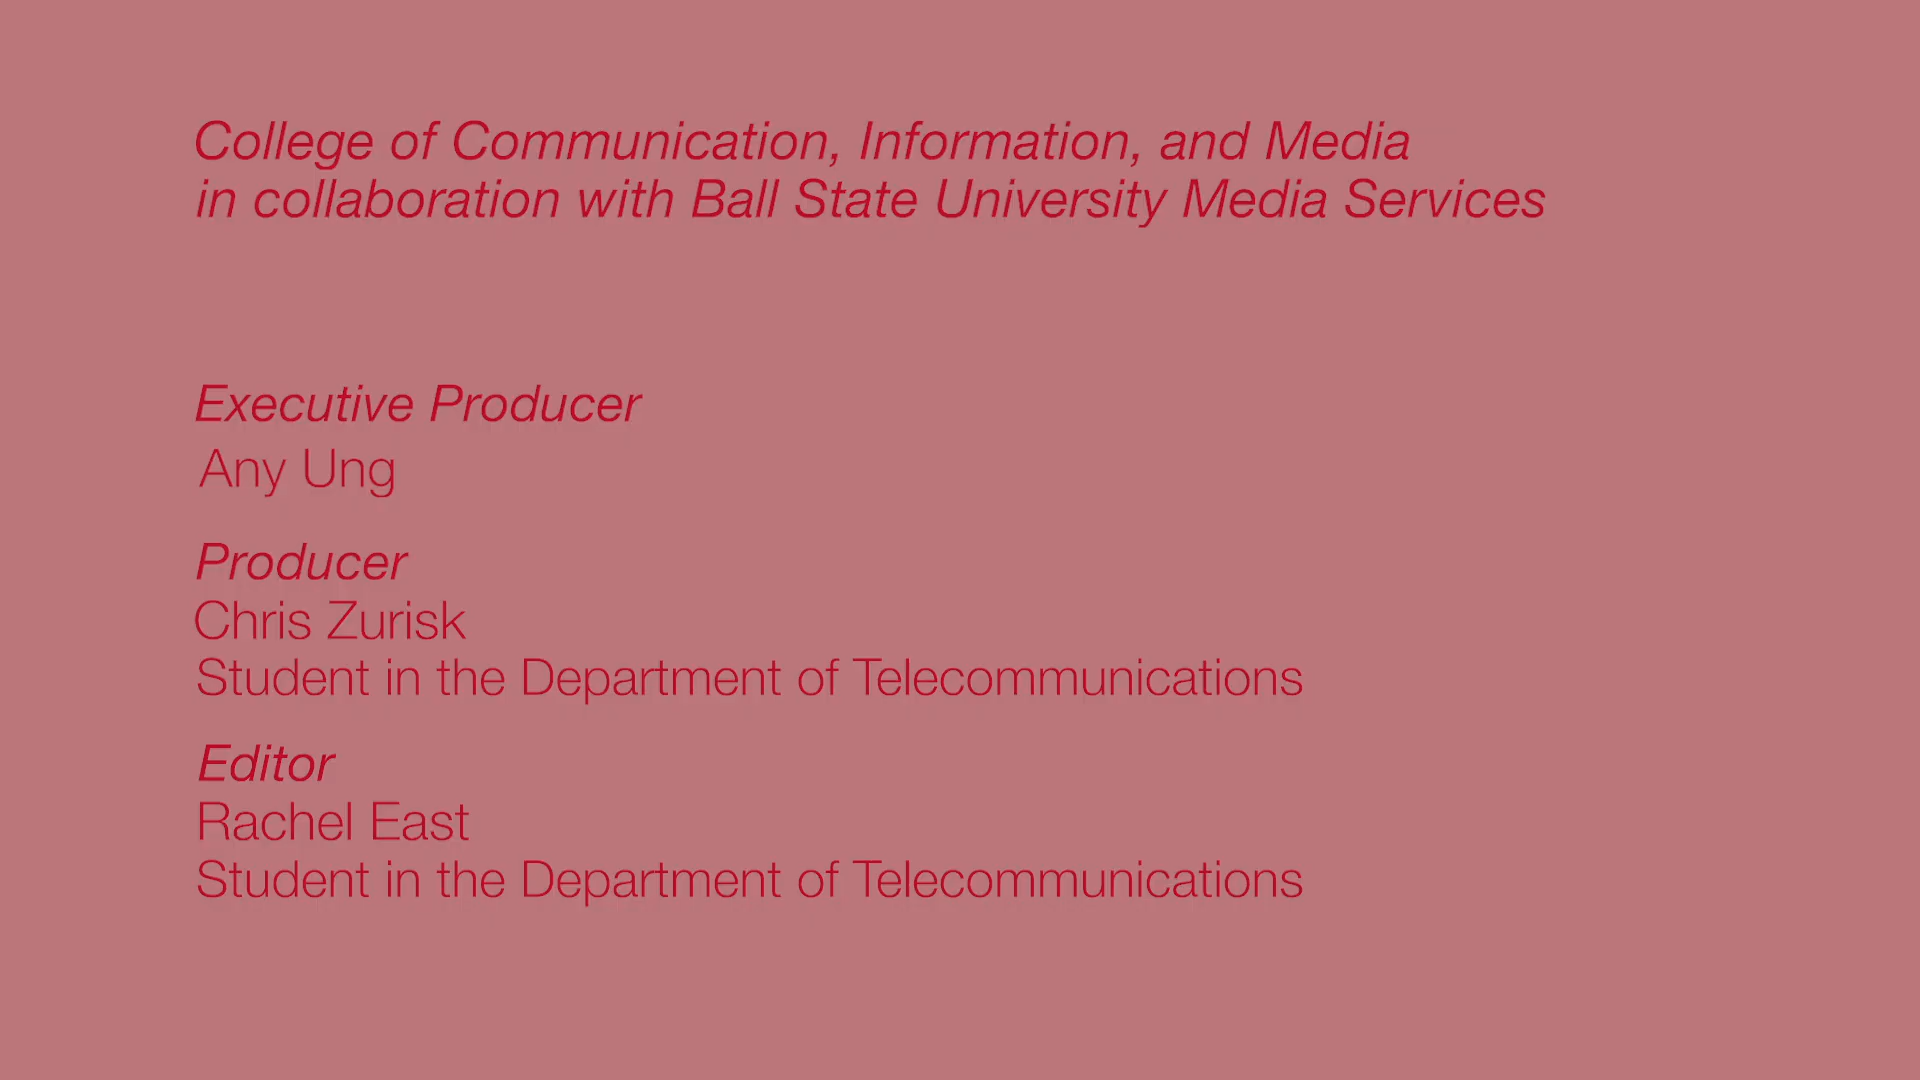 College of Communication, Information, and Media
in collaboration with Ball State University Media Services
Executive Producer
Any Ung
Producer
Chris Zurisk
Student in the Department of Telecommunications
Editor
Rachel East
Student in the Department of Telecommunications